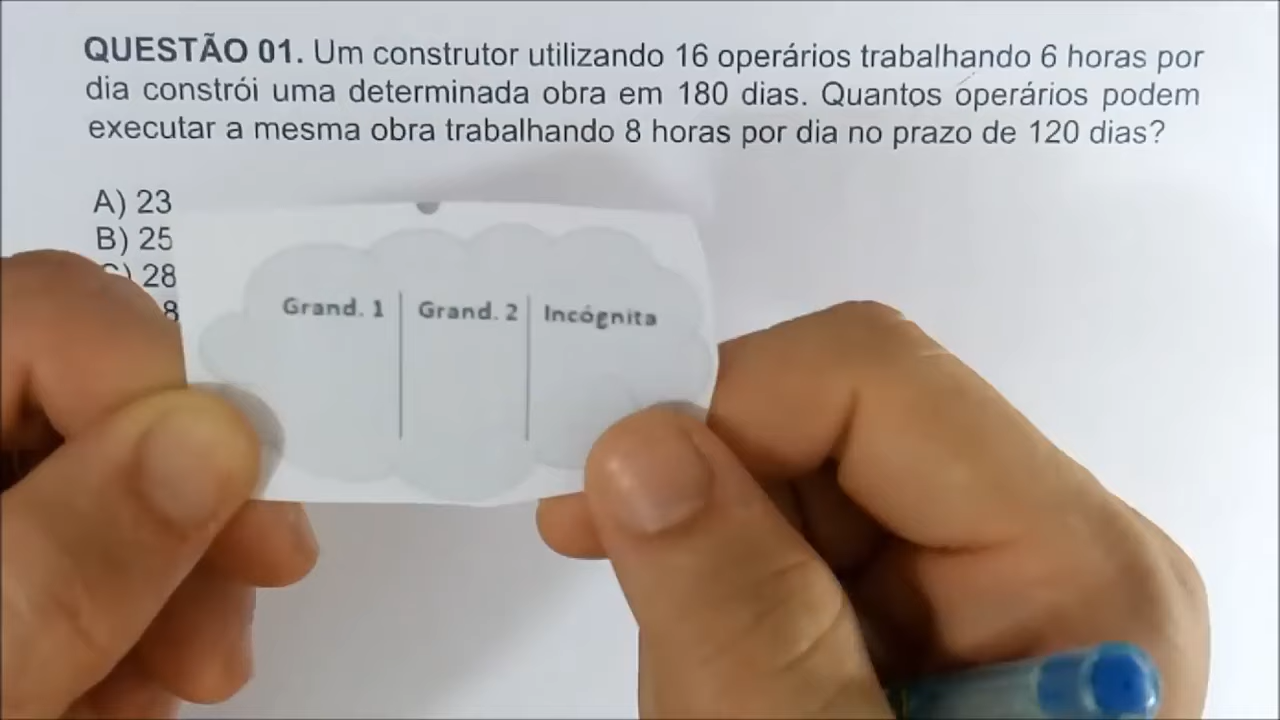 QUESTÃO 01. Um construtor utilizando 16 operários trabalhando 6 horas por
dia constrói uma determinada obra em 180 dias. Quantos operários podem
executar a mesma obra trabalhando 8 horas por dia no prazo de 120 dias?
A) 23
B) 25
C) 28
8
Grand. 1 Grand. 2 Incógnita